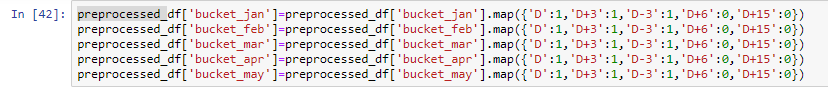 In [42]: preprocessed_df['bucket_jan']=preprocessed_df['bucket_jan'].map({'D':1,'D+3':1,'D-3':1,'D+6':0,'D+15':0})
preprocessed_df['bucket_feb']=preprocessed_df['bucket_feb'].map({'D':1,'D+3':1,'D-3':1,'D+6':0,'D+15':0})
preprocessed_df['bucket_mar']=preprocessed_df['bucket_mar'].map({'D':1,'D+3':1,'D-3':1,'D+6':0,'D+15':0})
preprocessed_df['bucket_apr']=preprocessed_df['bucket_apr'].map({'D':1,'D+3':1,'D-3':1,'D+6':0,'D+15':0})
preprocessed_df['bucket_may']=preprocessed_df['bucket_may'].map({'D':1,'D+3':1,'D-3':1,'D+6':0,'D+15':0})